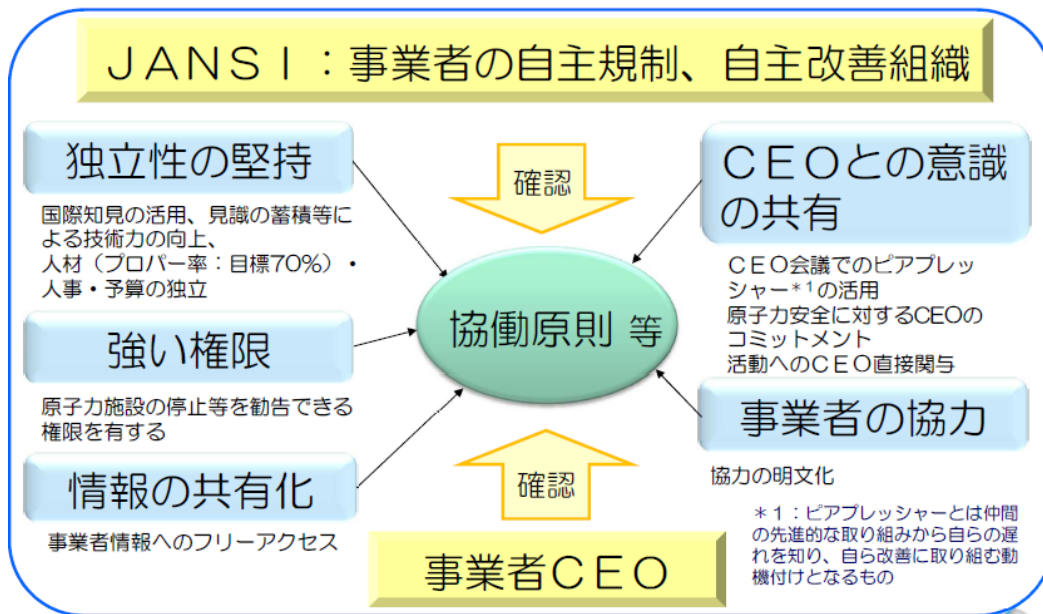 JANSI:事業者の自主規制、自主改善組織
独立性の堅持
国際知見の活用、見識の蓄積等に
よる技術力の向上、
人材(プロパー率:目標70%)・
人事・予算の独立
強い権限
原子力施設の停止等を勧告できる
権限を有する
情報の共有化
事業者情報へのフリーアクセス
確認
協働原則 等
確認
事業者CEO
CEOとの意識
の共有
CEO会議でのピアプレッ
シャー*1の活用
原子力安全に対するCEOの
コミットメント
活動へのCEO直接関与
事業者の協力
協力の明文化
*1:ピアプレッシャーとは仲間
の先進的な取り組みから自らの遅
れを知り、自ら改善に取り組む動
機付けとなるもの